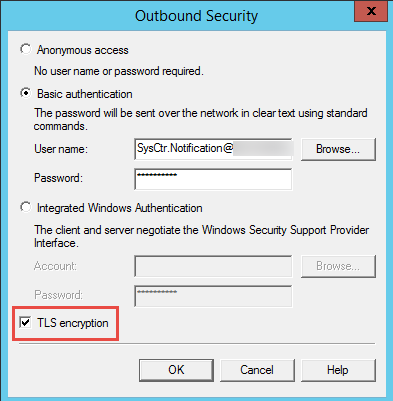 Outbound Security
x
Anonymous access
No user name or password required.
Basic authentication
The password will be sent over the network in clear text using standard
commands.
User name:
SysCtr.Notification@
Browse...
Password:
**********
Integrated Windows Authentication
The client and server negotiate the Windows Security Support Provider
Interface.
Account:
Browse...
Password:
**********
TLS encryption
OK
Cancel
Help